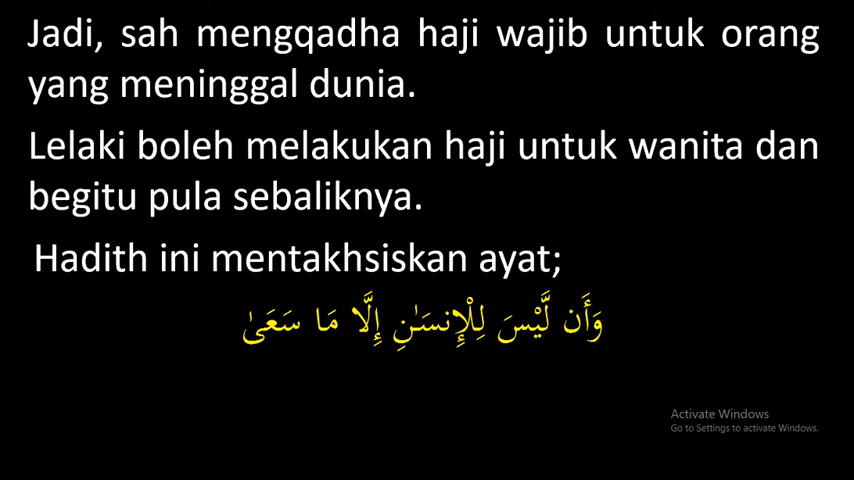 Jadi, sah mengqadha haji wajib untuk orang
yang meninggal dunia.
Lelaki boleh melakukan haji untuk wanita dan
begitu pula sebaliknya.
Hadith ini mentakhsiskan ayat;
وَأَن لَّيْسَ لِلْإِنسَـٰنِ إِلَّا مَا سَعَىٰ
Activate Windows
Go to Settings to activate Windows.